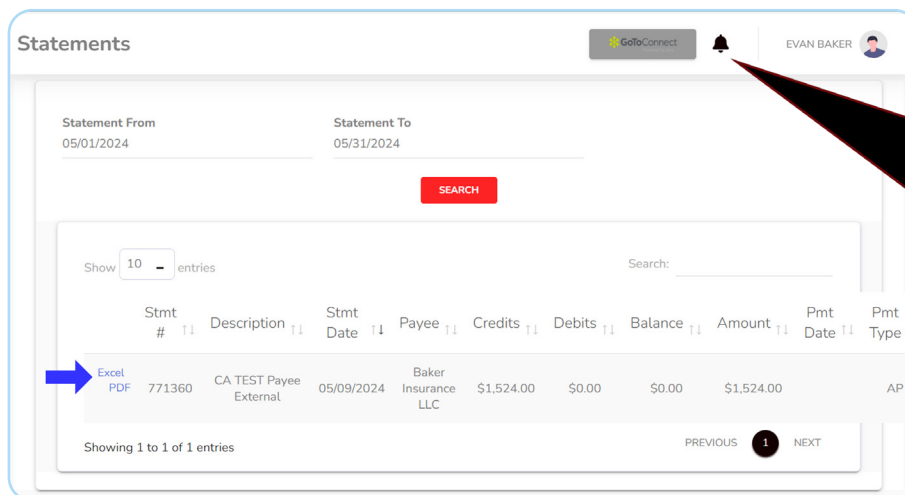 Statements
GoToConnect
EVAN BAKER
Statement From
Statement To
05/01/2024
05/31/2024
SEARCH
Show 10 entries
Search:
Stmt # Description Stmt Date Payee Credits Debits Balance Amount Pmt Date Pmt Type
Excel PDF 771360 CA TEST Payee External 05/09/2024 Baker Insurance LLC $1,524.00 $0.00 $0.00 $1,524.00 AP
Showing 1 to 1 of 1 entries
PREVIOUS 1 NEXT